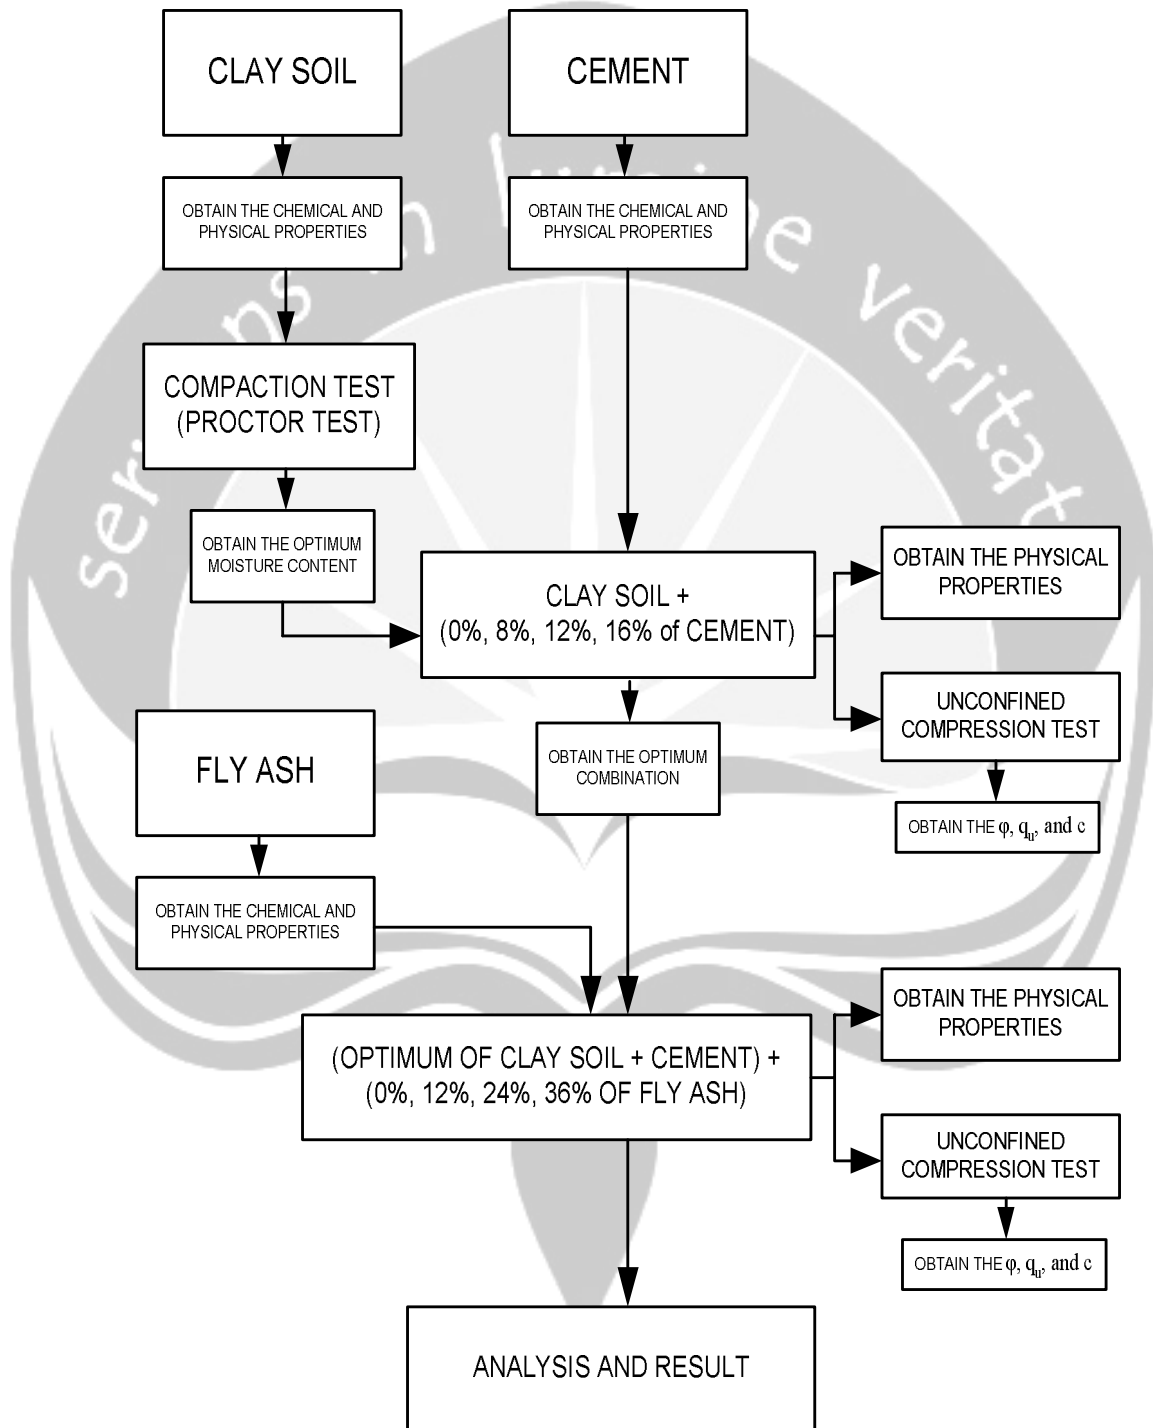 CLAY SOIL
CEMENT
OBTAIN THE CHEMICAL AND
PHYSICAL PROPERTIES
OBTAIN THE CHEMICAL AND
PHYSICAL PROPERTIES
COMPACTION TEST
(PROCTOR TEST)
OBTAIN THE OPTIMUM
MOISTURE CONTENT
CLAY SOIL +
(0%, 8%, 12%, 16% of CEMENT)
OBTAIN THE PHYSICAL
PROPERTIES
UNCONFINED
COMPRESSION TEST
OBTAIN THE φ, qu, and c
OBTAIN THE OPTIMUM
COMBINATION
FLY ASH
OBTAIN THE CHEMICAL AND
PHYSICAL PROPERTIES
(OPTIMUM OF CLAY SOIL + CEMENT) +
(0%, 12%, 24%, 36% OF FLY ASH)
OBTAIN THE PHYSICAL
PROPERTIES
UNCONFINED
COMPRESSION TEST
OBTAIN THE φ, qu, and c
ANALYSIS AND RESULT
in